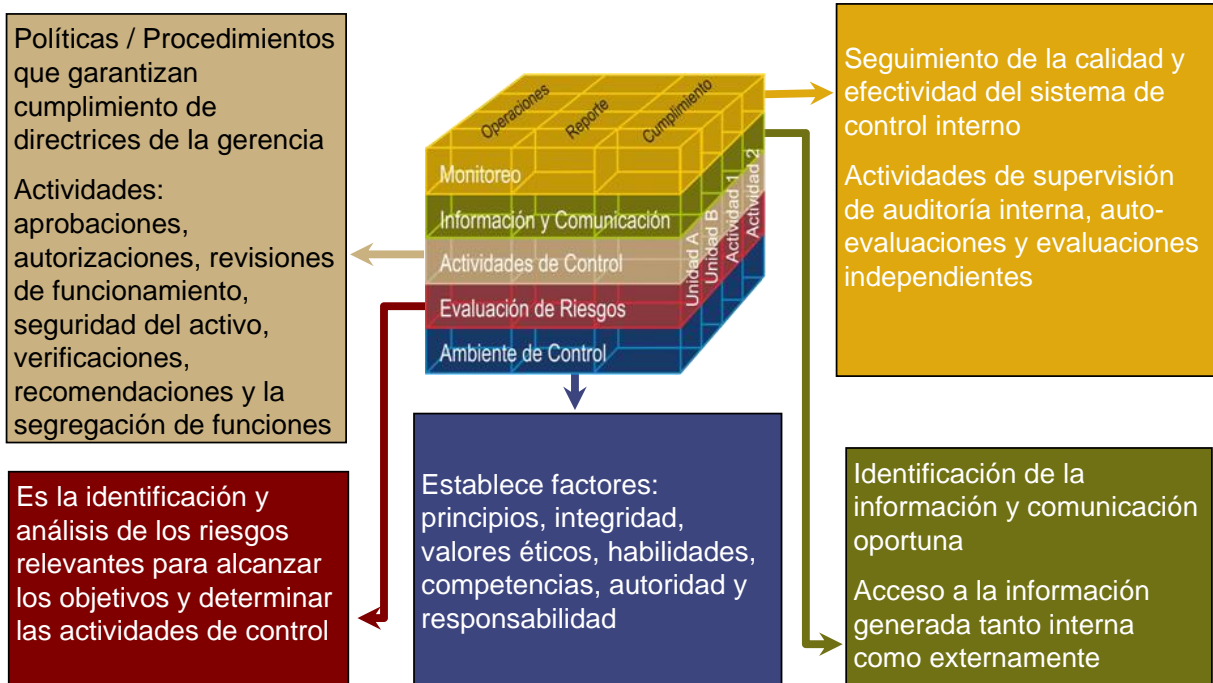 Políticas / Procedimientos
que garantizan
cumplimiento de
directrices de la gerencia
Actividades:
aprobaciones,
autorizaciones, revisiones
de funcionamiento,
seguridad del activo,
verificaciones,
recomendaciones y la
segregación de funciones
Operaciones
Reporte
Cumplimiento
Monitoreo
Información y Comunicación
Actividades de Control
Evaluación de Riesgos
Ambiente de Control
Unidad A
Unidad B
Actividad 1
Actividad 2
Seguimiento de la calidad y
efectividad del sistema de
control interno
Actividades de supervisión
de auditoría interna, auto-
evaluaciones y evaluaciones
independientes
Es la identificación y
análisis de los riesgos
relevantes para alcanzar
los objetivos y determinar
las actividades de control
Establece factores:
principios, integridad,
valores éticos, habilidades,
competencias, autoridad y
responsabilidad
Identificación de la
información y comunicación
oportuna
Acceso a la información
generada tanto interna
como externamente